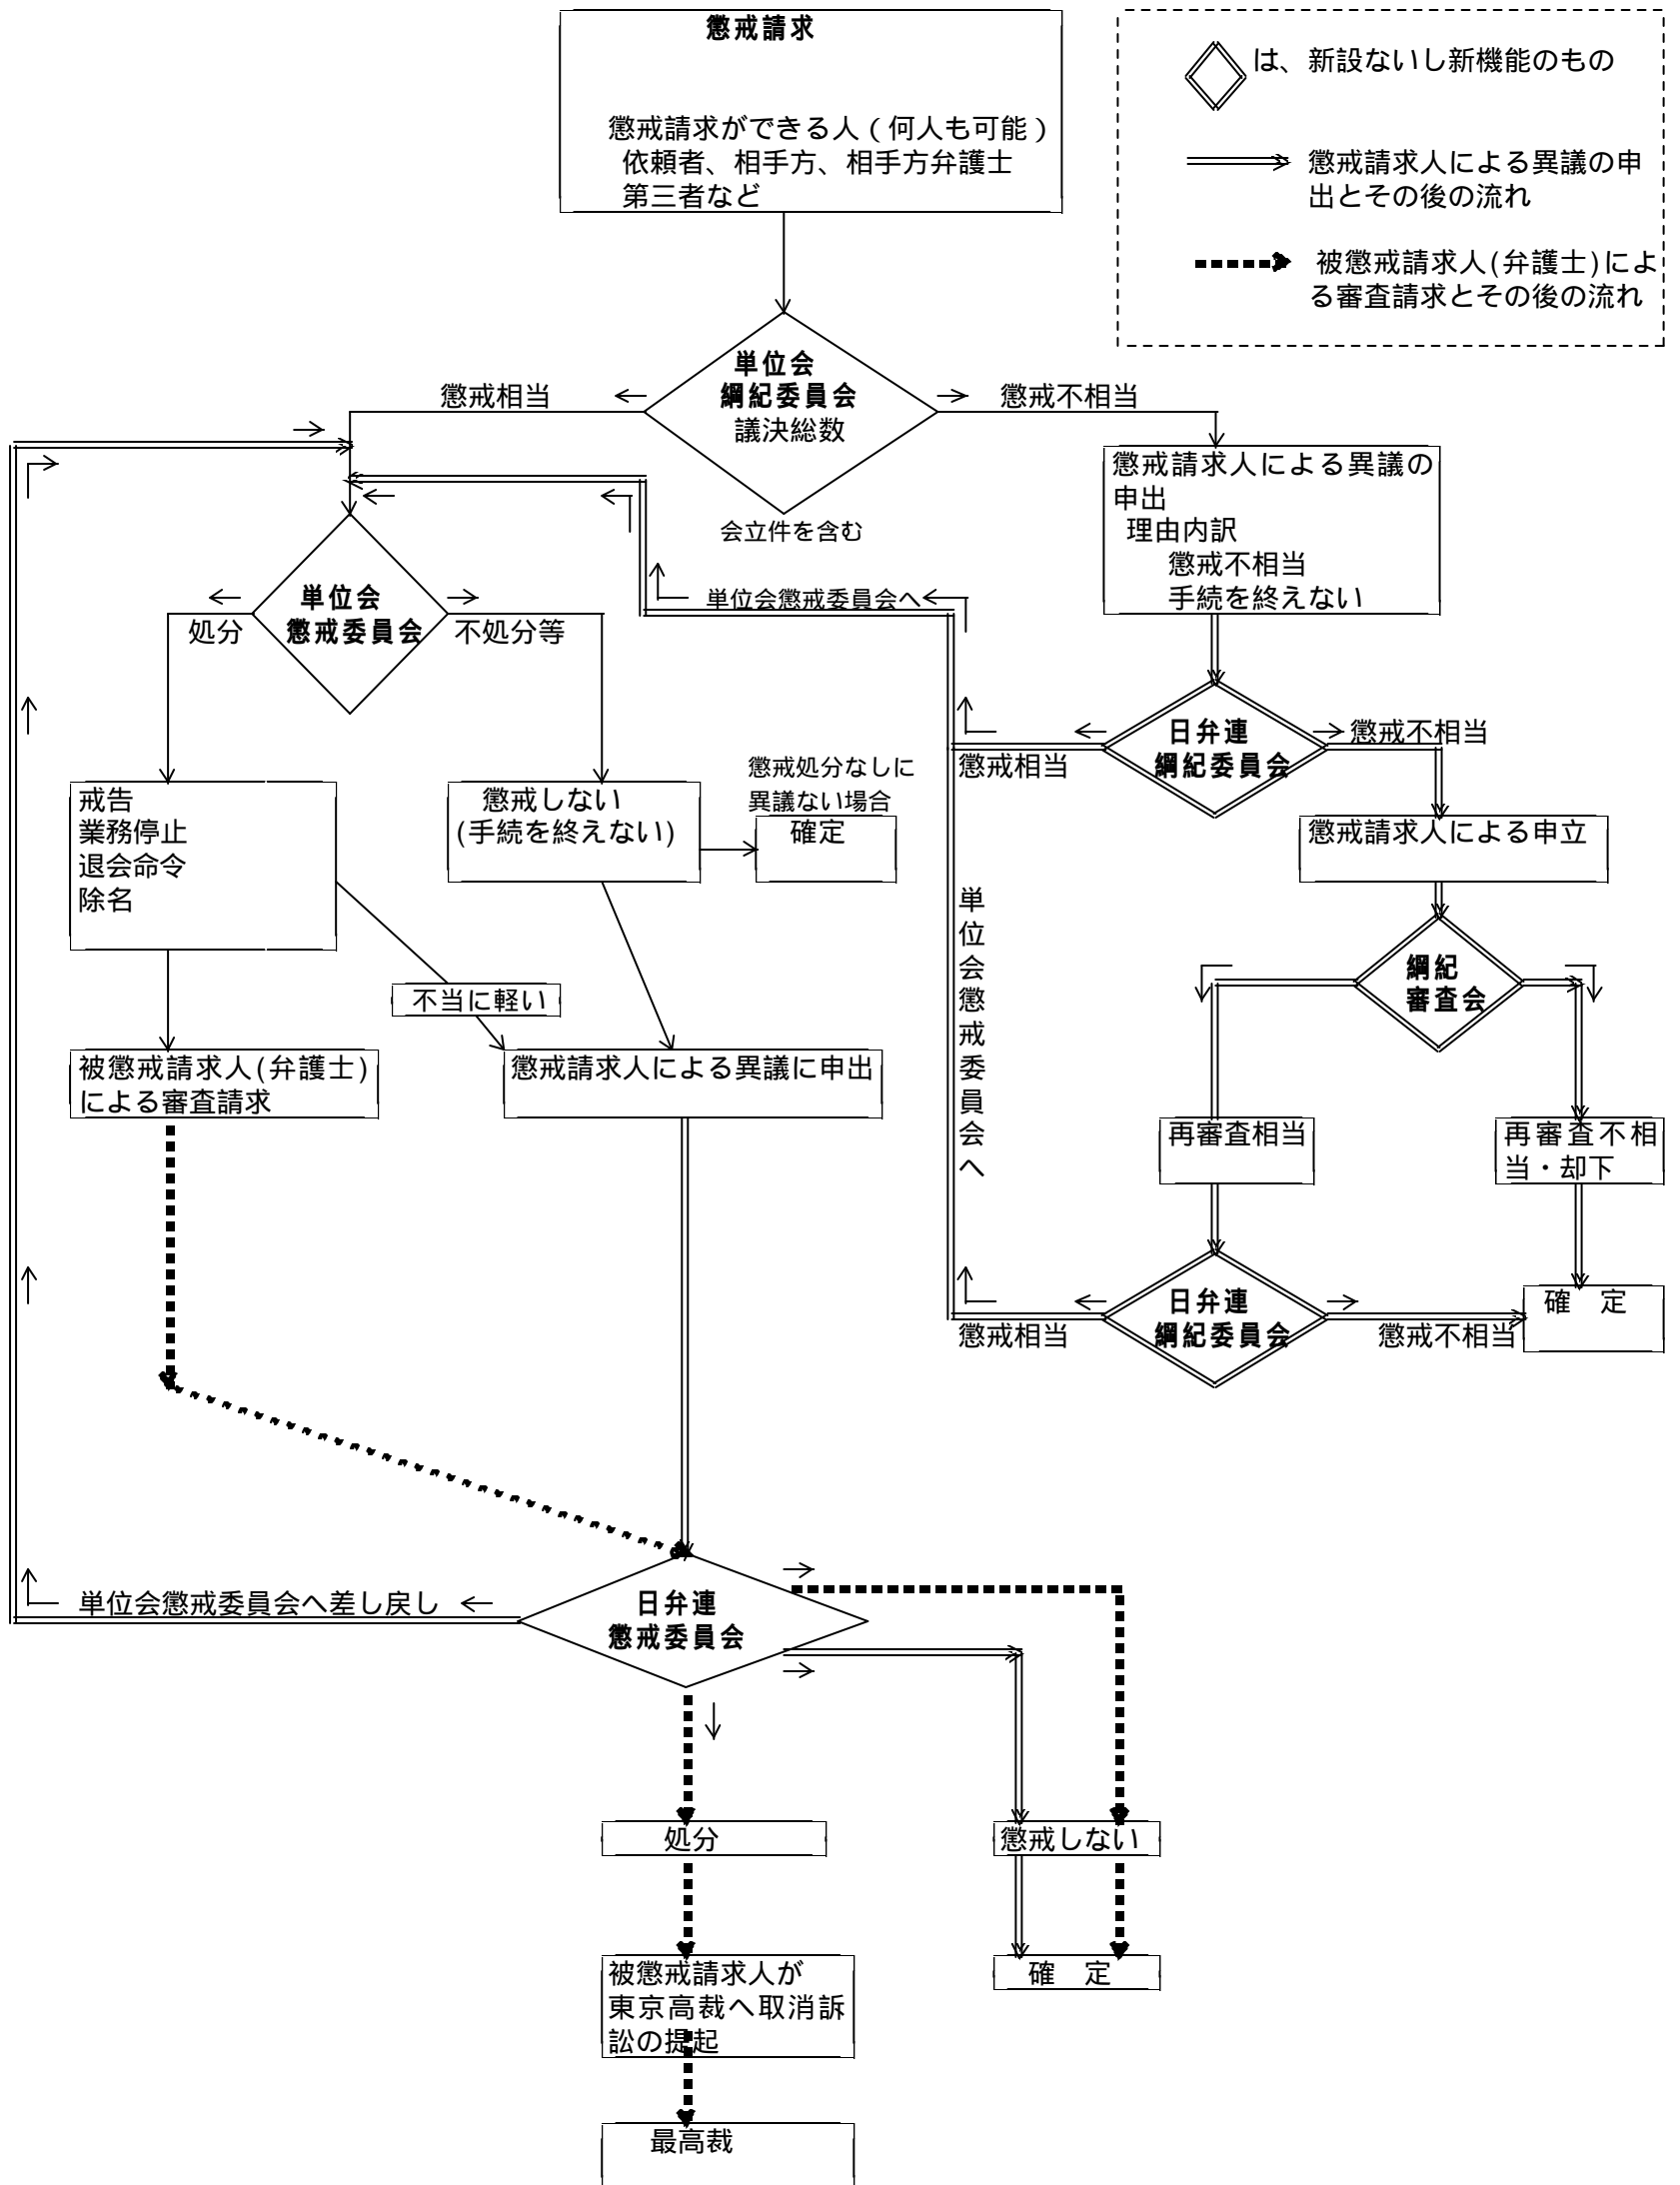 懲戒請求
懲戒請求ができる人(何人も可能)
依頼者、相手方、相手方弁護士
第三者など
は、新設ないし新機能のもの
懲戒請求人による異議の申
出とその後の流れ
被懲戒請求人(弁護士)によ
る審査請求とその後の流れ
単位会
綱紀委員会
議決総数
懲戒相当
懲戒不相当
会立件を含む
懲戒請求人による異議の
申出
理由内訳
懲戒不相当
手続を終えない
単位会
懲戒委員会
処分
不処分等
単位会懲戒委員会へ
日弁連
綱紀委員会
懲戒相当
懲戒不相当
戒告
業務停止
退会命令
除名
懲戒しない
(手続を終えない)
懲戒処分なしに
異議ない場合
確定
懲戒請求人による申立
単位会懲戒委員会へ
綱紀
審査会
不当に軽い
被懲戒請求人(弁護士)
による審査請求
懲戒請求人による異議に申出
再審査相当
再審査不相
当・却下
日弁連
綱紀委員会
懲戒相当
懲戒不相当
確 定
単位会懲戒委員会へ差し戻し
日弁連
懲戒委員会
処分
懲戒しない
被懲戒請求人が
東京高裁へ取消訴
訟の提起
確 定
最高裁